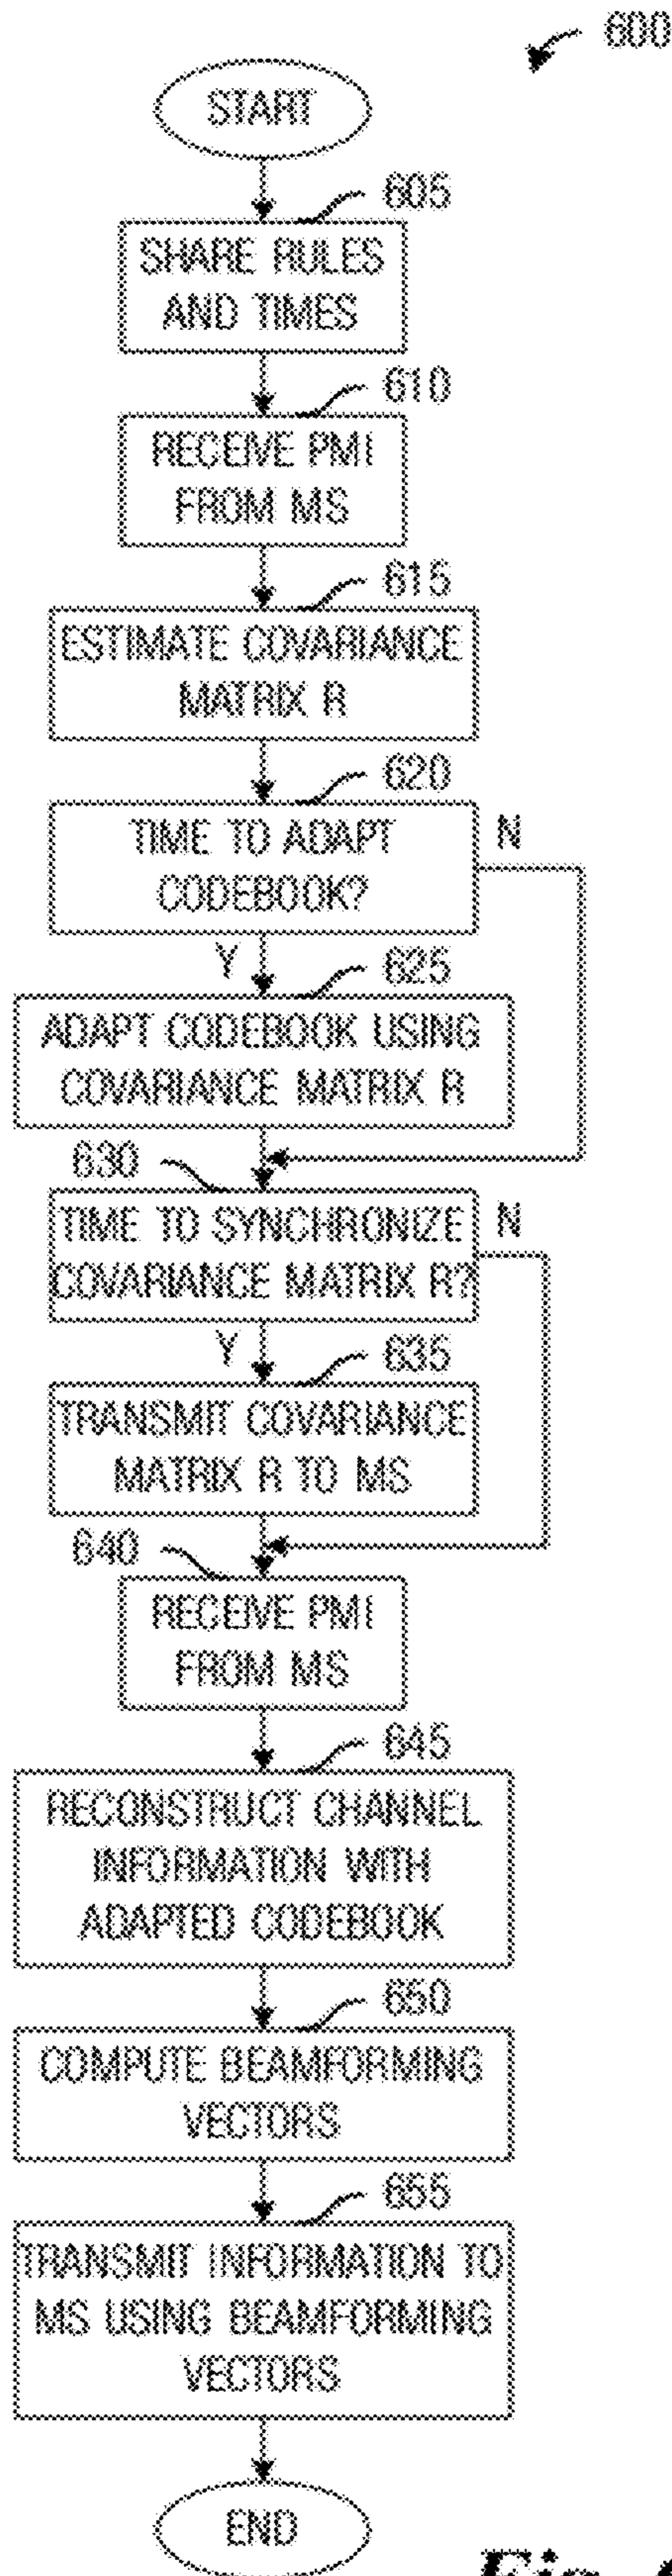 600
START
605
SHARE RULES
AND TIMES
610
RECEIVE PMI
FROM MS
615
ESTIMATE COVARIANCE
MATRIX R
620
TIME TO ADAPT
CODEBOOK?
N
Y
625
ADAPT CODEBOOK USING
COVARIANCE MATRIX R
630
TIME TO SYNCHRONIZE
COVARIANCE MATRIX R?
N
Y
635
TRANSMIT COVARIANCE
MATRIX R TO MS
640
RECEIVE PMI
FROM MS
645
RECONSTRUCT CHANNEL
INFORMATION WITH
ADAPTED CODEBOOK
650
COMPUTE BEAMFORMING
VECTORS
655
TRANSMIT INFORMATION TO
MS USING BEAMFORMING
VECTORS
END